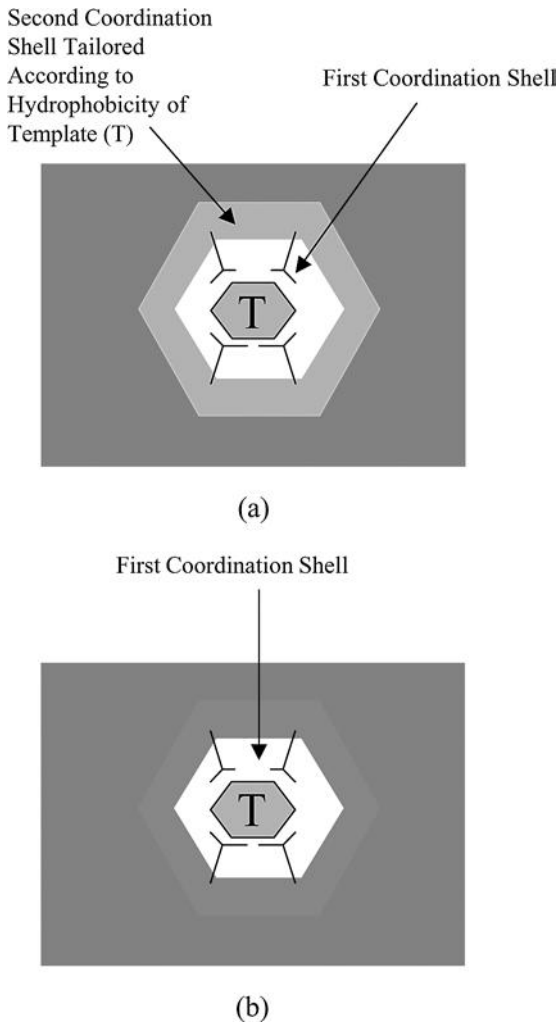 Second Coordination
Shell Tailored
According to
Hydrophobicity of
Template (T)
First Coordination Shell
T
(a)
First Coordination Shell
T
(b)